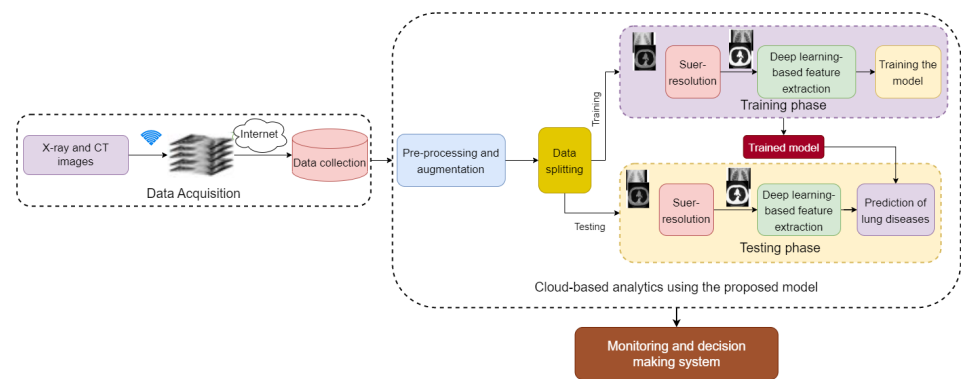 X-ray and CT
images
Internet
Data collection
Data Acquisition
Pre-processing and
augmentation
Data
splitting
Training
Testing
Suer-
resolution
Deep learning-
based feature
extraction
Training the
model
Training phase
Trained model
Suer-
resolution
Deep learning-
based feature
extraction
Prediction of
lung diseases
Testing phase
Cloud-based analytics using the proposed model
Monitoring and decision
making system